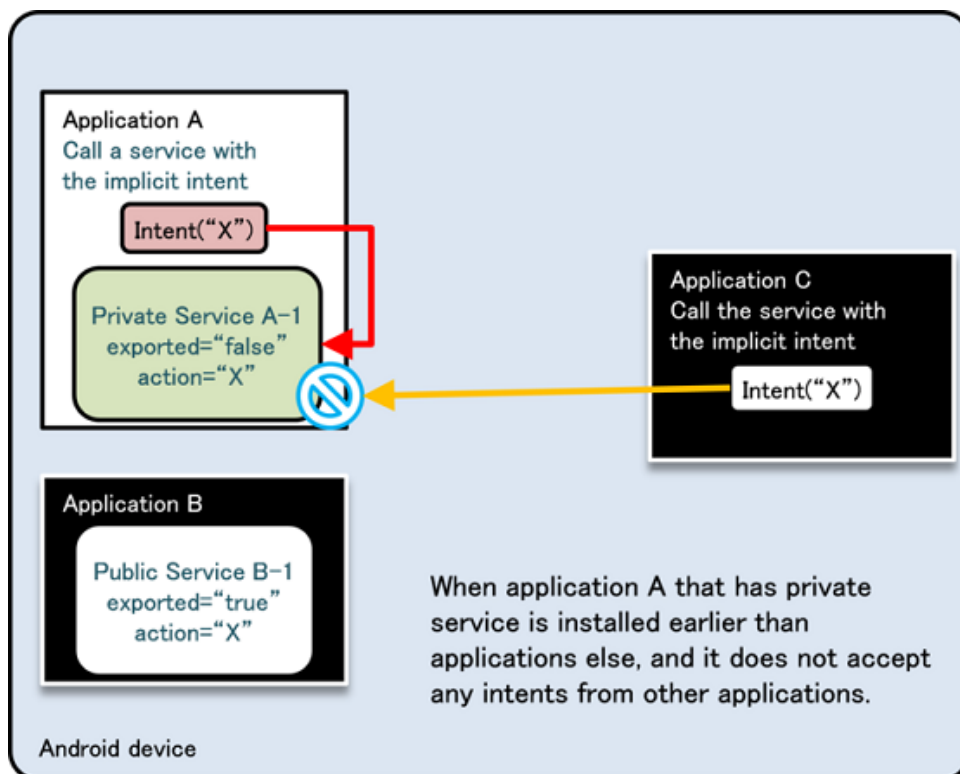 Application A
Call a service with
the implicit intent
Intent(“X”)
Private Service A-1
exported=“false”
action=“X”
Application C
Call the service with
the implicit intent
Intent(“X”)
Application B
Public Service B-1
exported=“true”
action=“X”
When application A that has private
service is installed earlier than
applications else, and it does not accept
any intents from other applications.
Android device